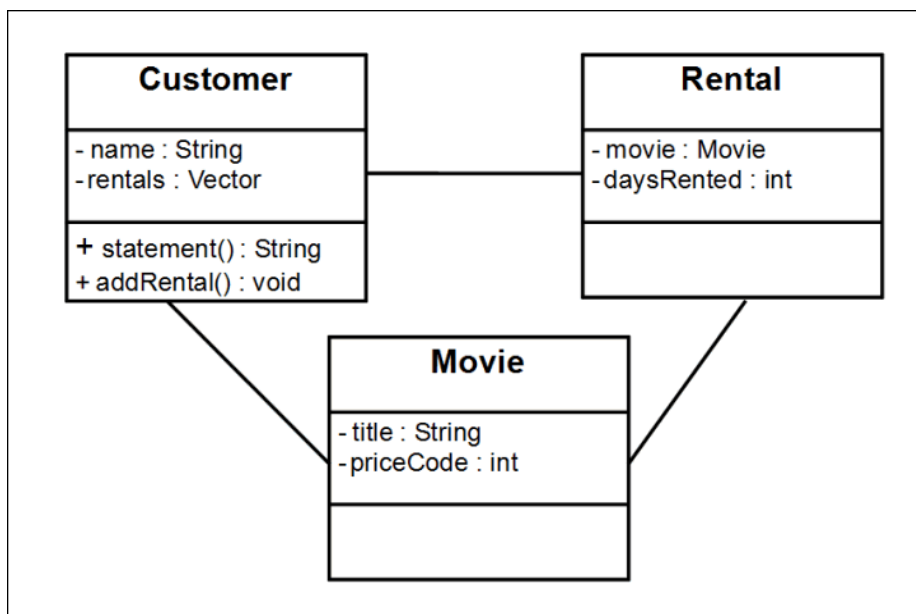 Customer
- name : String
-rentals : Vector
+ statement() : String
+ addRental() : void
Rental
- movie : Movie
-daysRented : int
Movie
- title : String
-priceCode : int